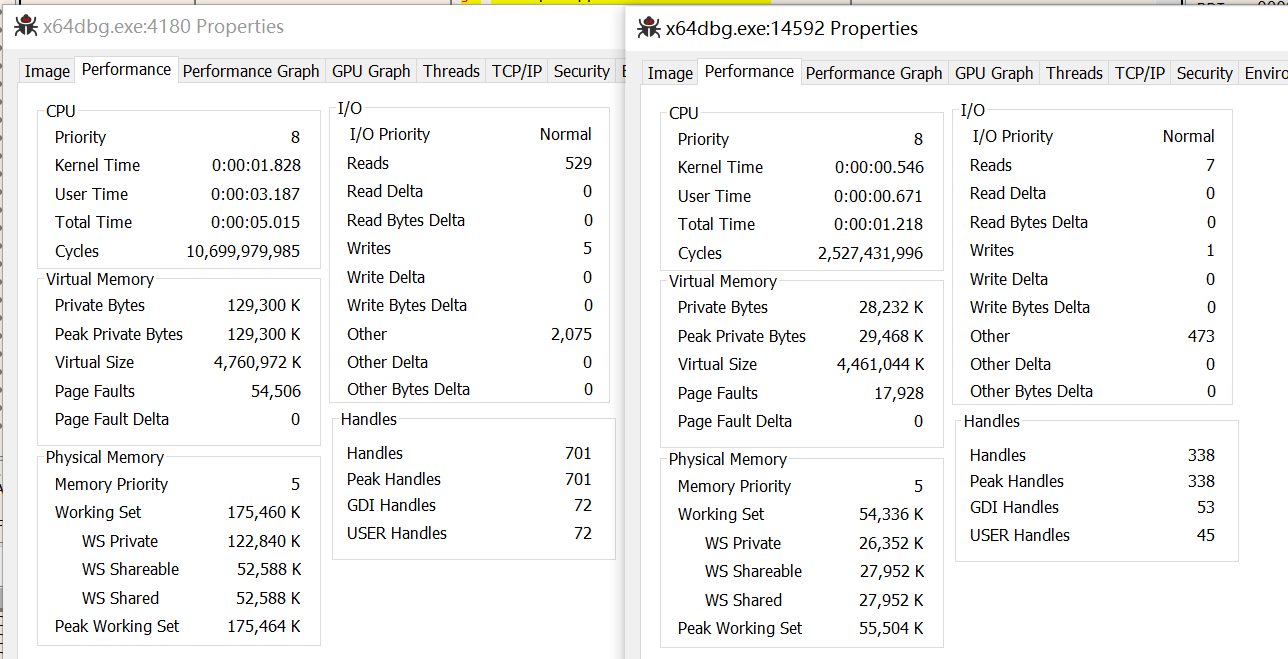 x64dbg.exe:4180 Properties
Image Performance Performance Graph GPU Graph Threads TCP/IP Security
CPU
Priority 8
Kernel Time 0:00:01.828
User Time 0:00:03.187
Total Time 0:00:05.015
Cycles 10,699,979,985
Virtual Memory
Private Bytes 129,300 K
Peak Private Bytes 129,300 K
Virtual Size 4,760,972 K
Page Faults 54,506
Page Fault Delta 0
Physical Memory
Memory Priority 5
Working Set 175,460 K
WS Private 122,840 K
WS Shareable 52,588 K
WS Shared 52,588 K
Peak Working Set 175,464 K
I/O
I/O Priority Normal
Reads 529
Read Delta 0
Read Bytes Delta 0
Writes 5
Write Delta 0
Write Bytes Delta 0
Other 2,075
Other Delta 0
Other Bytes Delta 0
Handles
Handles 701
Peak Handles 701
GDI Handles 72
USER Handles 72
x64dbg.exe:14592 Properties
Image Performance Performance Graph GPU Graph Threads TCP/IP Security Enviro
CPU
Priority 8
Kernel Time 0:00:00.546
User Time 0:00:00.671
Total Time 0:00:01.218
Cycles 2,527,431,996
Virtual Memory
Private Bytes 28,232 K
Peak Private Bytes 29,468 K
Virtual Size 4,461,044 K
Page Faults 17,928
Page Fault Delta 0
Physical Memory
Memory Priority 5
Working Set 54,336 K
WS Private 26,352 K
WS Shareable 27,952 K
WS Shared 27,952 K
Peak Working Set 55,504 K
I/O
I/O Priority Normal
Reads 7
Read Delta 0
Read Bytes Delta 0
Writes 1
Write Delta 0
Write Bytes Delta 0
Other 473
Other Delta 0
Other Bytes Delta 0
Handles
Handles 338
Peak Handles 338
GDI Handles 53
USER Handles 45